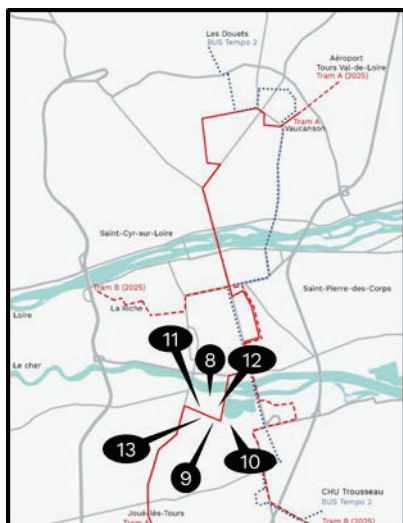 Les Douets
BUS Tempo 2
Aéroport
Tours Val-de-Loire
Tram A (2025)
Tram A
Vaucanson
Saint-Cyr-sur-Loire
Tram B (2025)
Saint-Pierre-des-Corps
La Riche
Loire
11
8
12
Le cher
13
9
10
CHU Trousseau
BUS Tempo 2
Joué-lès-Tours
Tram A
Tram B (2025)